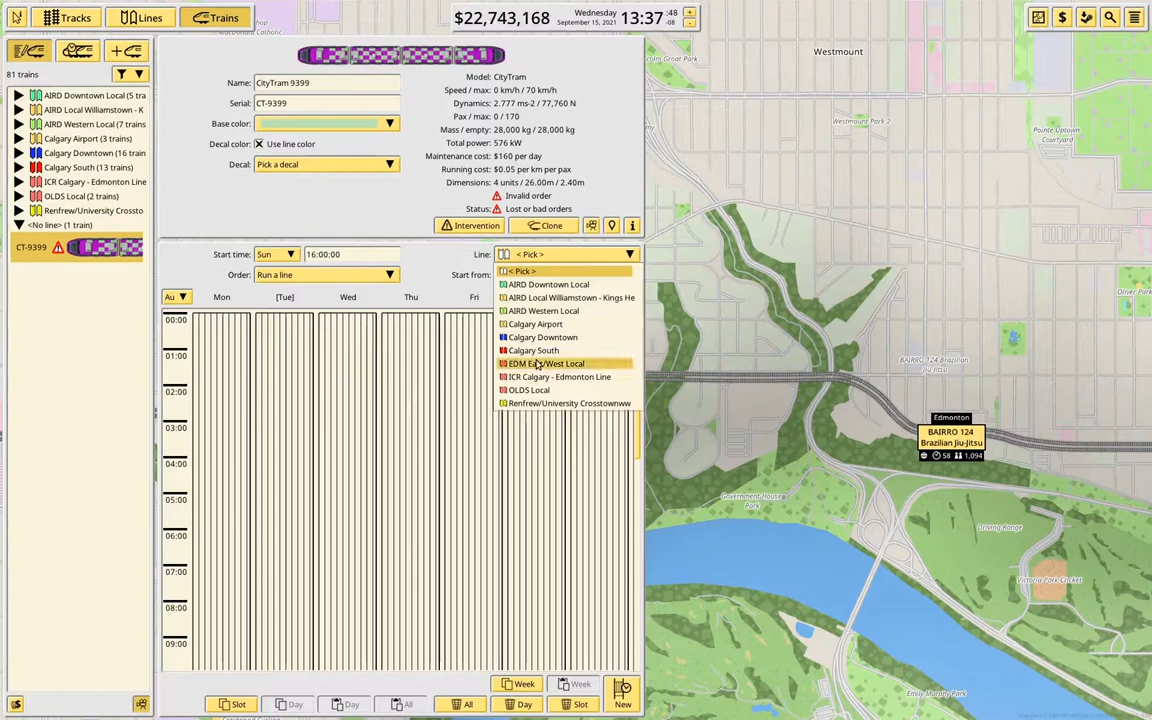 Tracks
Lines
Trains
$22,743,168
Wednesday
September 15, 2021
13:37
:48
-08
81 trains
AIRD Downtown Local (5 tra
AIRD Local Williamstown - K
AIRD Western Local (7 trains
Calgary Airport (3 trains)
Calgary Downtown (16 train
Calgary South (13 trains)
ICR Calgary - Edmonton Line
OLDS Local (2 trains)
Renfrew/University Crossto
<No line> (1 train)
CT-9399
Name:
CityTram 9399
Serial:
CT-9399
Base color:
Decal color:
Use line color
Decal:
Pick a decal
Model: CityTram
Speed / max: 0 km/h / 70 km/h
Dynamics: 2.777 ms-2 / 77,760 N
Pax / max: 0 / 170
Mass / empty: 28,000 kg / 28,000 kg
Total power: 576 kW
Maintenance cost: $160 per day
Running cost: $0.05 per km per pax
Dimensions: 4 units / 26.00m / 2.40m
Invalid order
Status:
Lost or bad orders
Intervention
Clone
Start time:
Sun
16:00:00
Line:
< Pick >
Order:
Run a line
Start from:
< Pick >
AIRD Downtown Local
AIRD Local Williamstown - Kings He
AIRD Western Local
Calgary Airport
Calgary Downtown
Calgary South
EDM East/West Local
ICR Calgary - Edmonton Line
OLDS Local
Renfrew/University Crosstownww
Au
Mon
[Tue]
Wed
Thu
Fri
00:00
01:00
02:00
03:00
04:00
05:00
06:00
07:00
08:00
09:00
Week
Week
Slot
Day
Day
All
All
Day
Slot
New
Westmount
Westmount Park 2
Pointe Uptown
Courtyard
BAIRRO 124
Brazilian
Jiu-Jitsu
Edmonton
BAIRRO 124
Brazilian Jiu-Jitsu
58
1,094
Government House
Park
Driving Range
Victoria Park Cricket
Emily Murphy Park